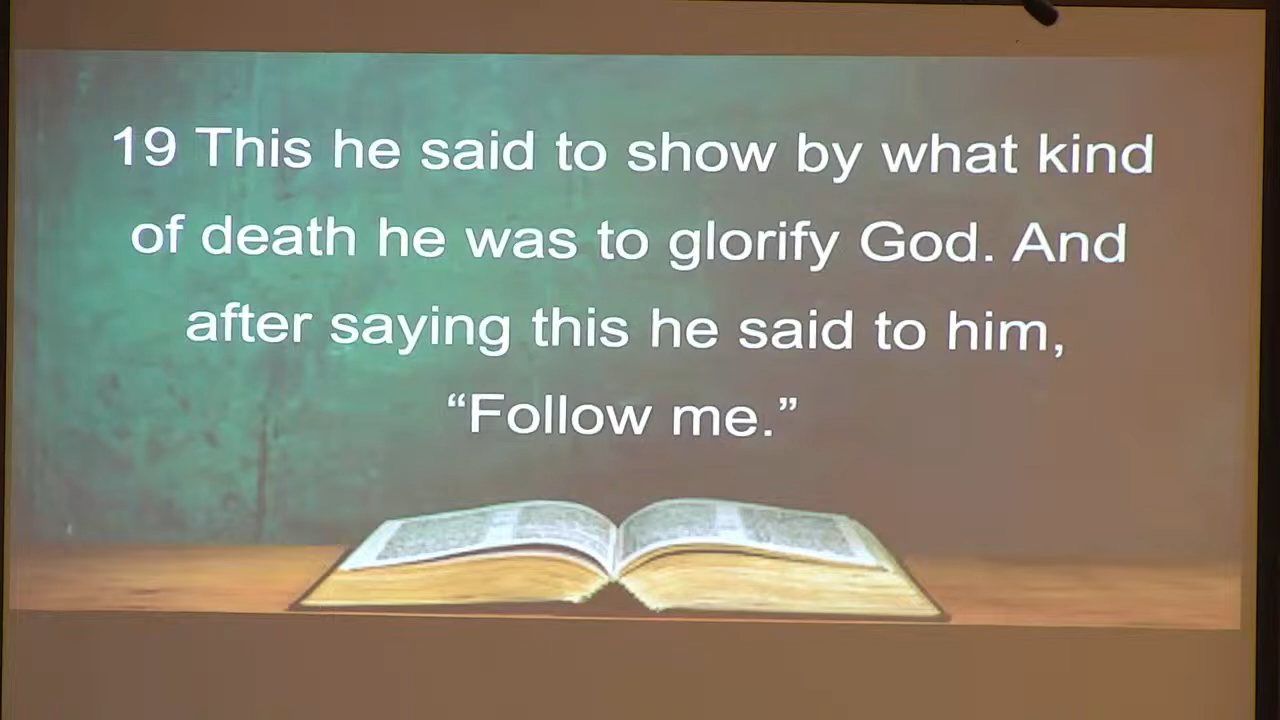 19 This he said to show by what kind
of death he was to glorify God. And
after saying this he said to him,
“Follow me.”